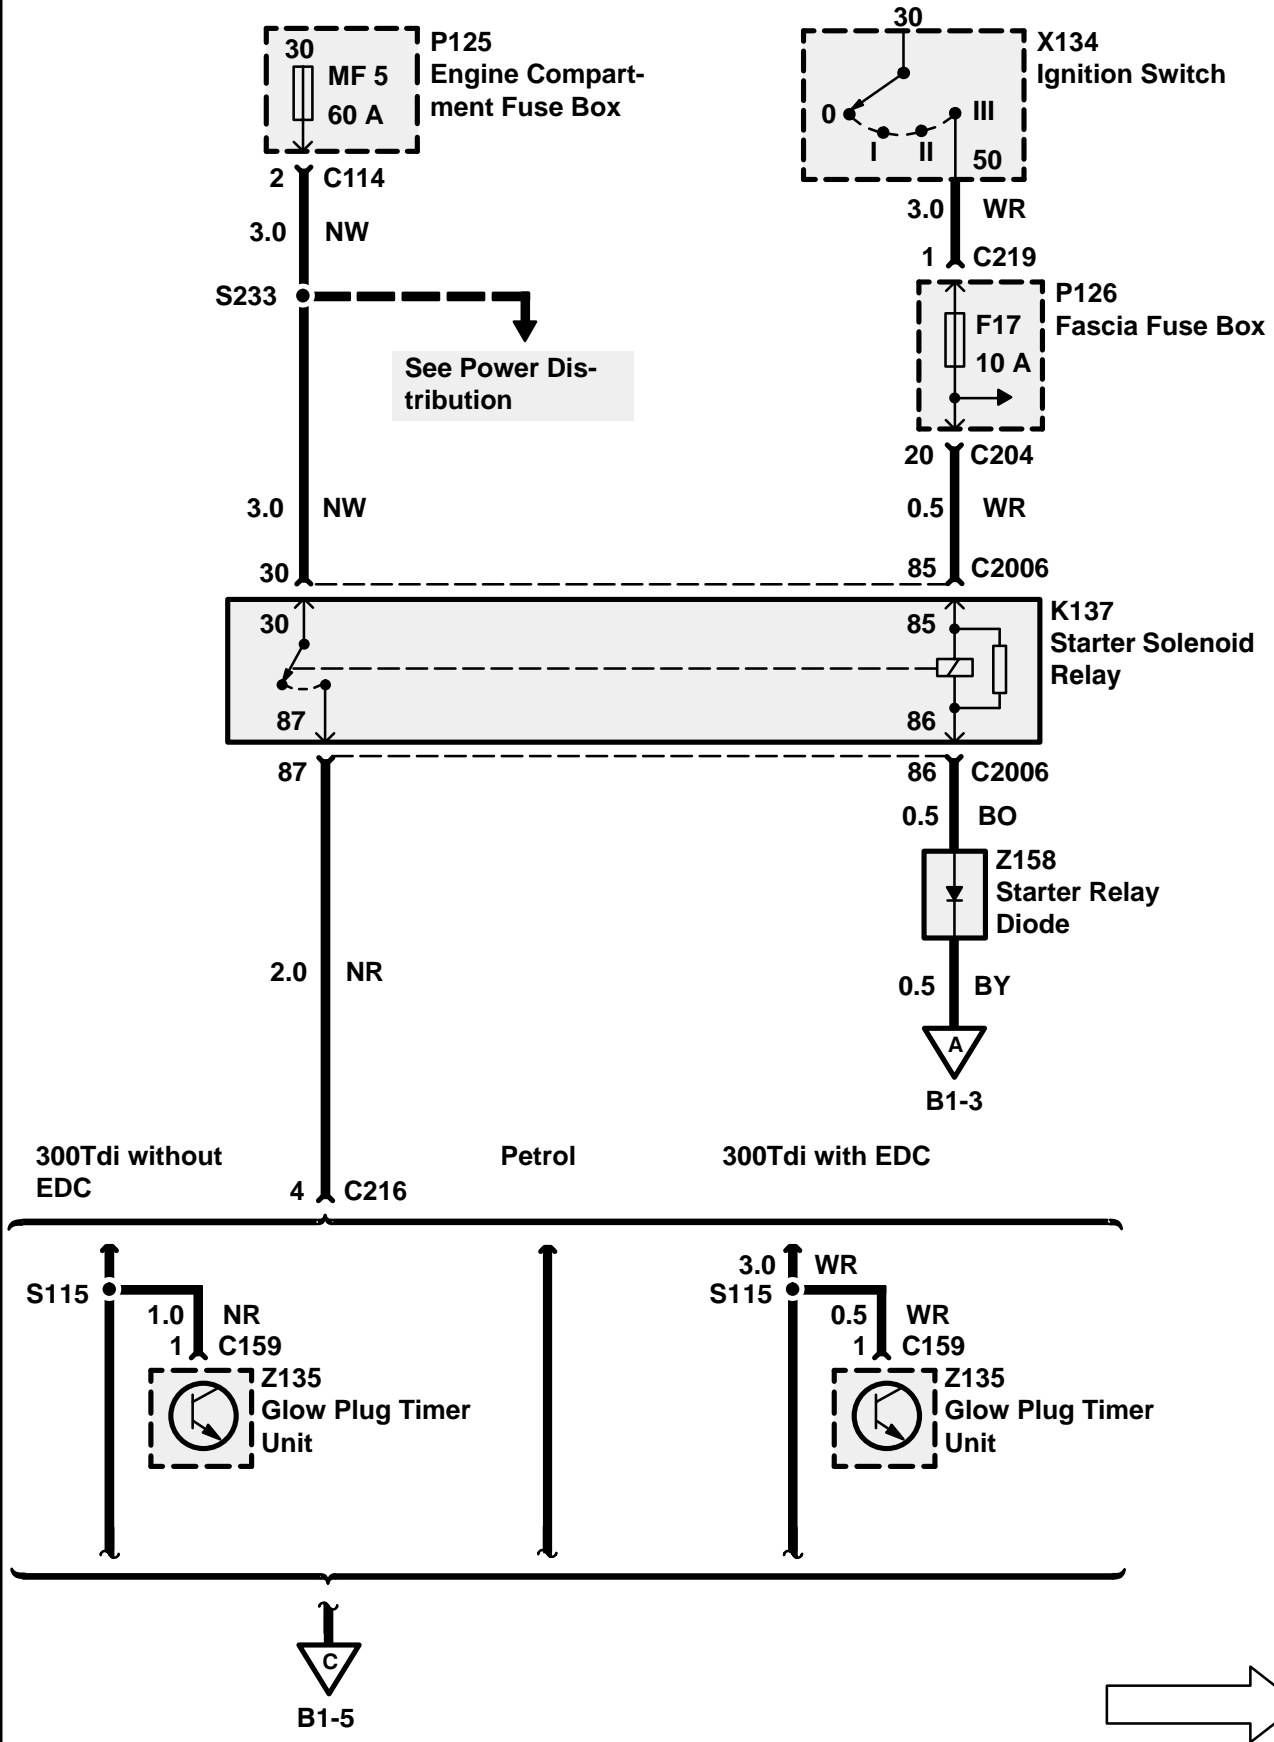 30
MF 5
60 A
P125
Engine Compart-
ment Fuse Box
30
0
I
II
III
50
X134
Ignition Switch
2 C114
3.0 NW
S233
See Power Dis-
tribution
3.0 WR
1 C219
F17
10 A
P126
Fascia Fuse Box
20 C204
3.0 NW
0.5 WR
30
85 C2006
30
87
85
86
K137
Starter Solenoid
Relay
87
86 C2006
0.5 BO
Z158
Starter Relay
Diode
2.0 NR
0.5 BY
A
B1-3
300Tdi without
EDC
Petrol
300Tdi with EDC
4 C216
S115
1.0 NR
1 C159
Z135
Glow Plug Timer
Unit
3.0 WR
S115
0.5 WR
1 C159
Z135
Glow Plug Timer
Unit
C
B1-5